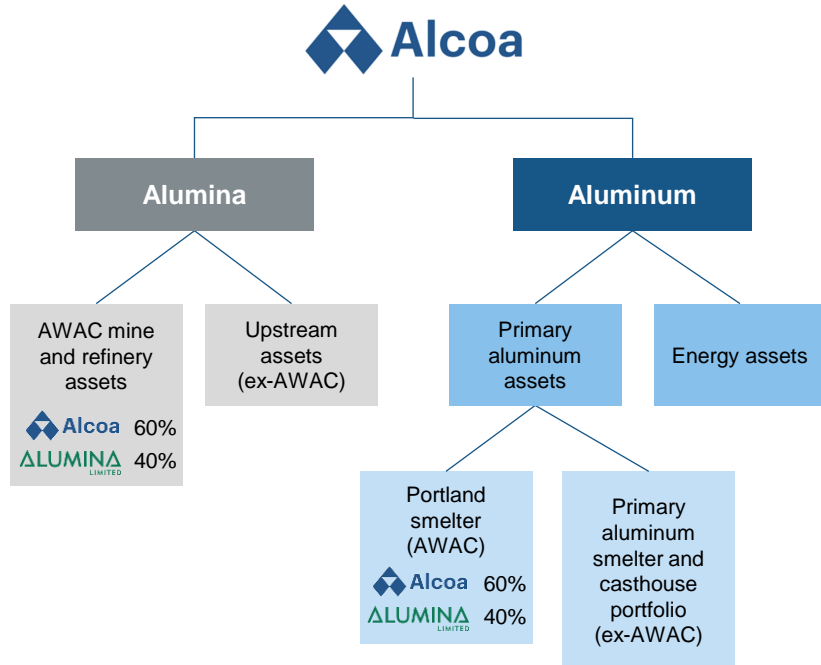 Alcoa
Alumina
Aluminum
AWAC mine
and refinery
assets
Alcoa 60%
ALUMINA
LIMITED
40%
Upstream
assets
(ex-AWAC)
Primary
aluminum
assets
Energy assets
Portland
smelter
(AWAC)
Alcoa 60%
ALUMINA
LIMITED
40%
Primary
aluminum
smelter and
casthouse
portfolio
(ex-AWAC)